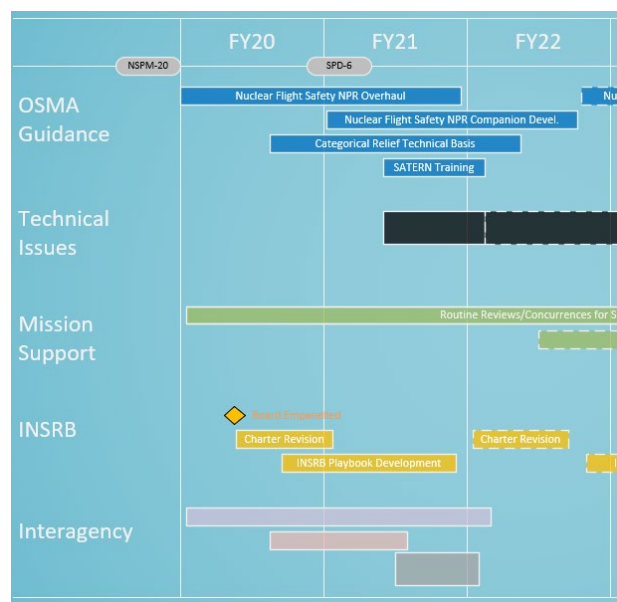 FY20 FY21 FY22
NSPM-20 SPD-6
OSMA
Guidance
Nuclear Flight Safety NPR Overhaul
Nuclear Flight Safety NPR Companion Devel.
Categorical Relief Technical Basis
SATERN Training
Technical
Issues
Mission
Support
Routine Reviews/Concurrences for S
INSRB
Board Empanelled
Charter Revision Charter Revision
INSRB Playbook Development
Interagency